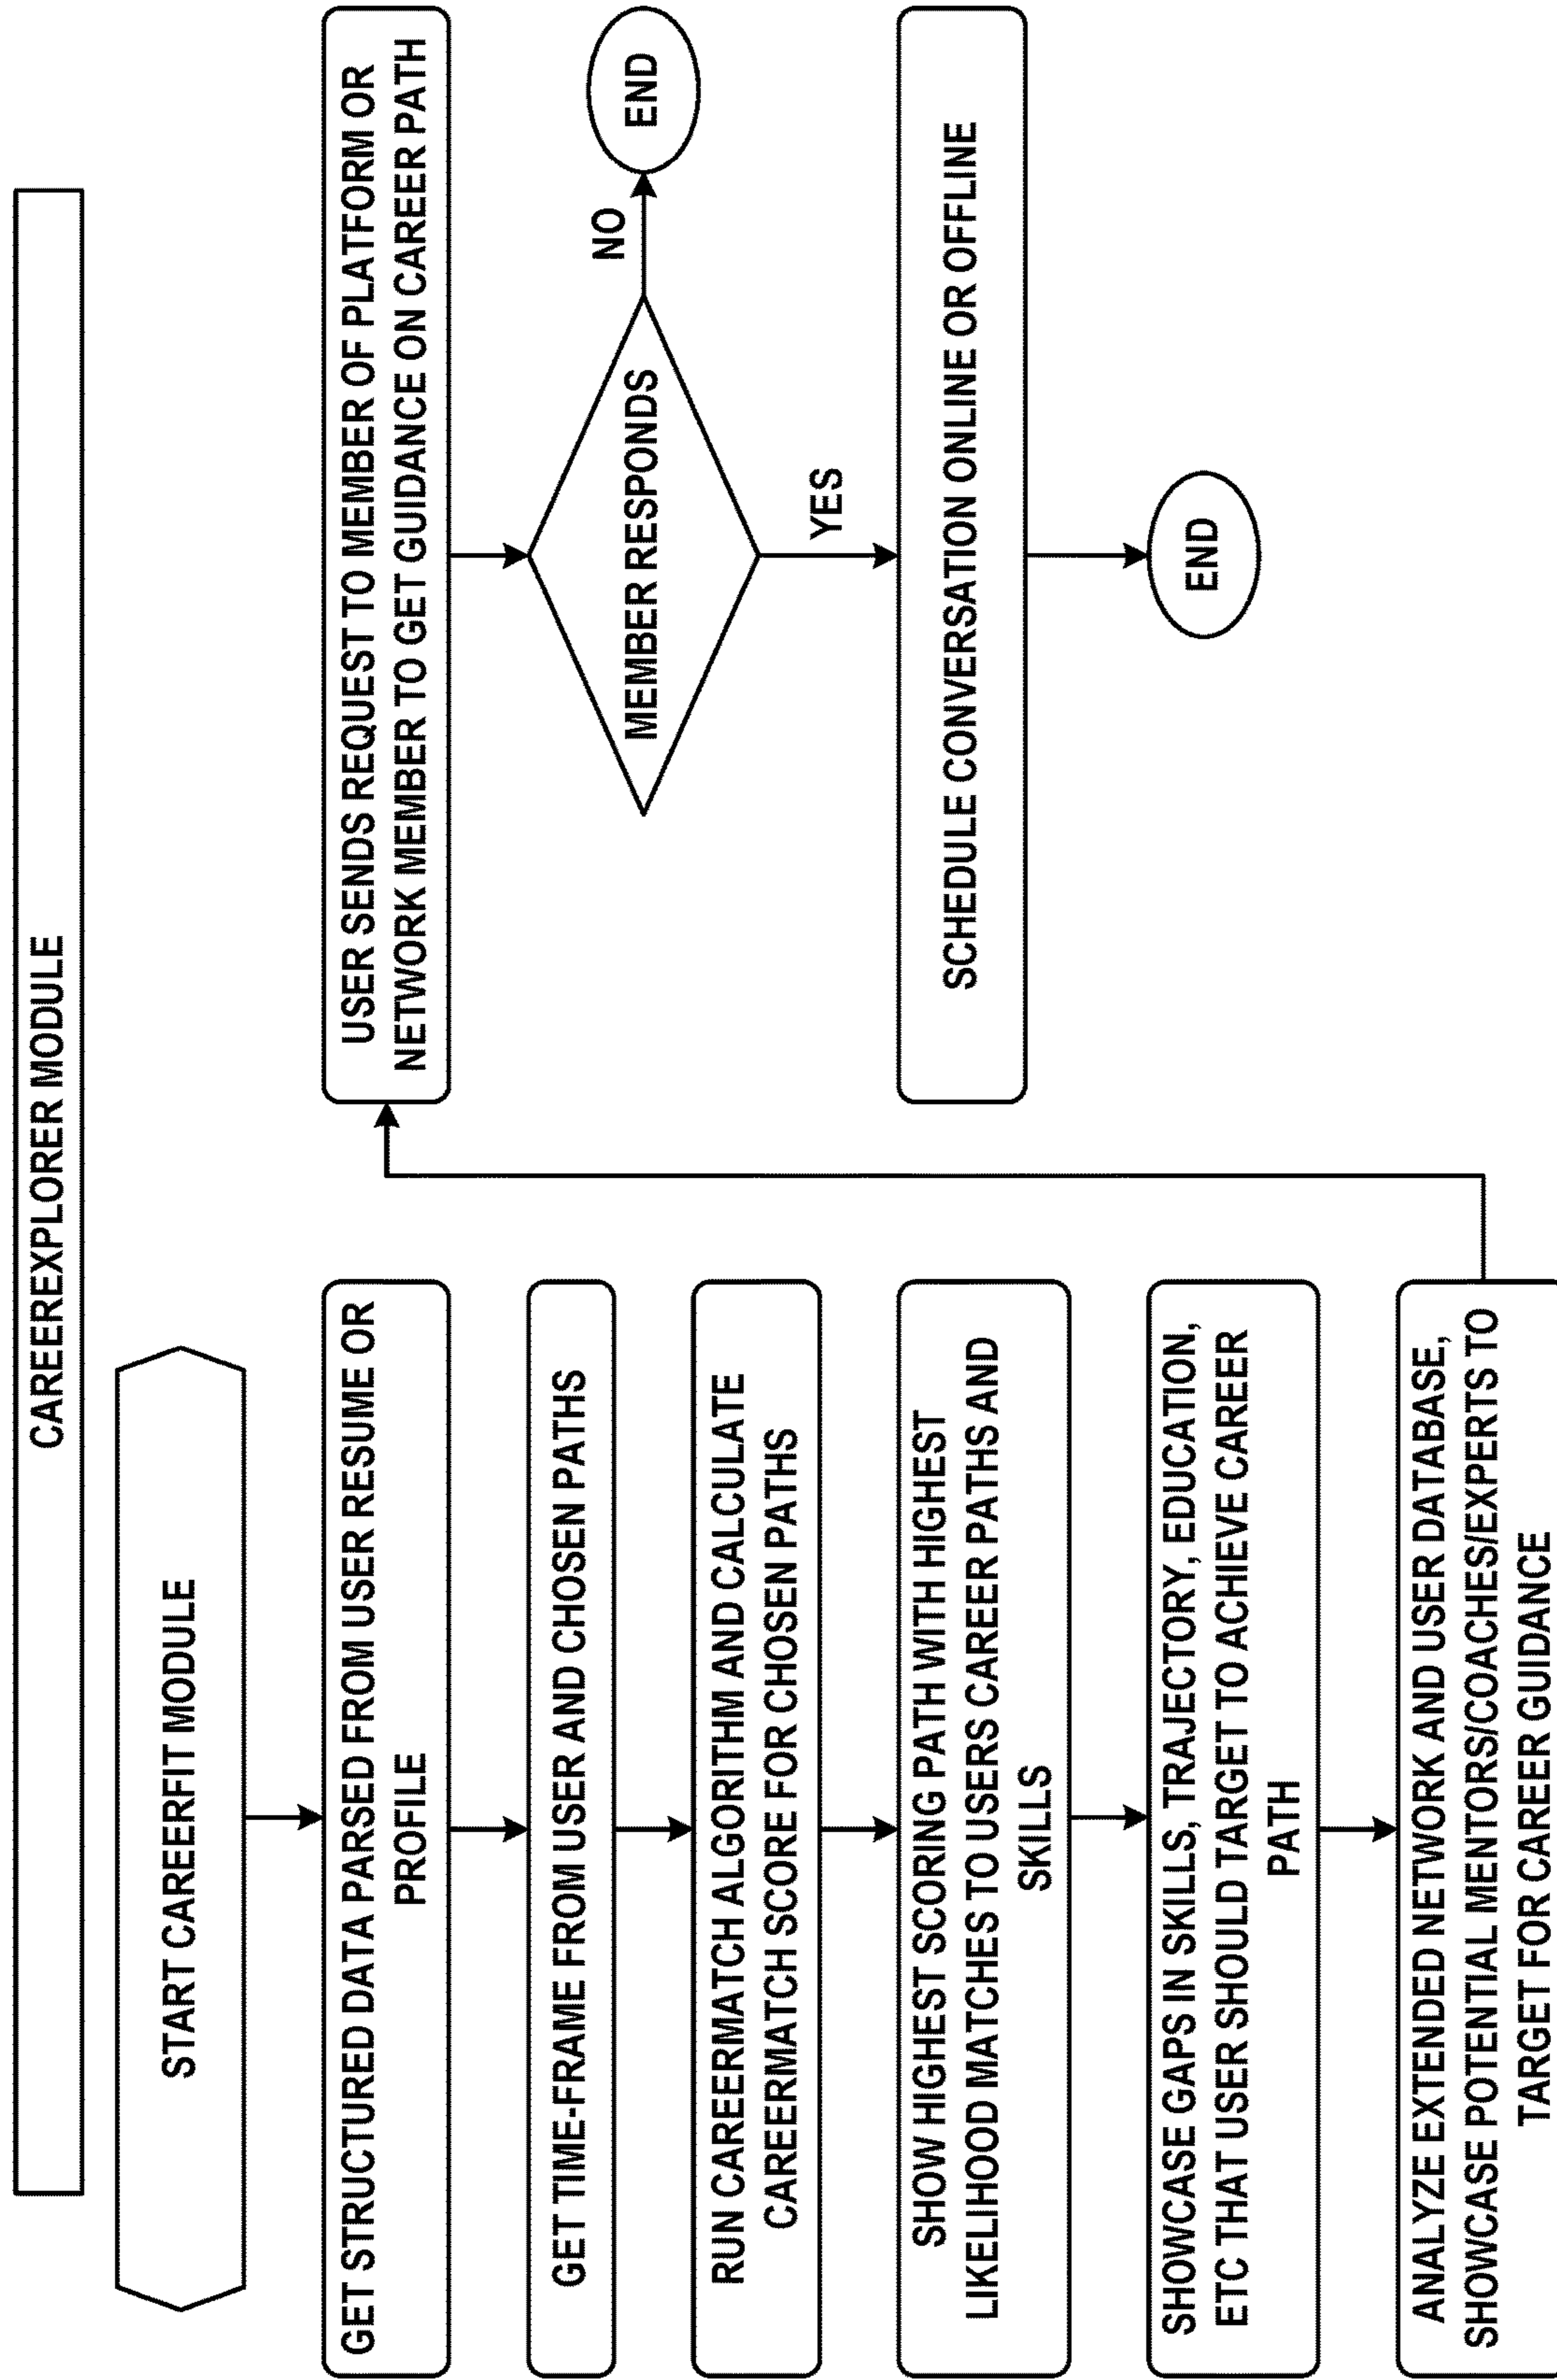 CAREEREXPLORER MODULE
START CAREERFIT MODULE
GET STRUCTURED DATA PARSED FROM USER RESUME OR
PROFILE
GET TIME-FRAME FROM USER AND CHOSEN PATHS
RUN CAREERMATCH ALGORITHM AND CALCULATE
CAREERMATCH SCORE FOR CHOSEN PATHS
SHOW HIGHEST SCORING PATH WITH HIGHEST
LIKELIHOOD MATCHES TO USERS CAREER PATHS AND
SKILLS
SHOWCASE GAPS IN SKILLS, TRAJECTORY, EDUCATION,
ETC THAT USER SHOULD TARGET TO ACHIEVE CAREER
PATH
ANALYZE EXTENDED NETWORK AND USER DATABASE,
SHOWCASE POTENTIAL MENTORS/COACHES/EXPERTS TO
TARGET FOR CAREER GUIDANCE
USER SENDS REQUEST TO MEMBER OF PLATFORM OR
NETWORK MEMBER TO GET GUIDANCE ON CAREER PATH
MEMBER RESPONDS
NO
END
YES
SCHEDULE CONVERSATION ONLINE OR OFFLINE
END